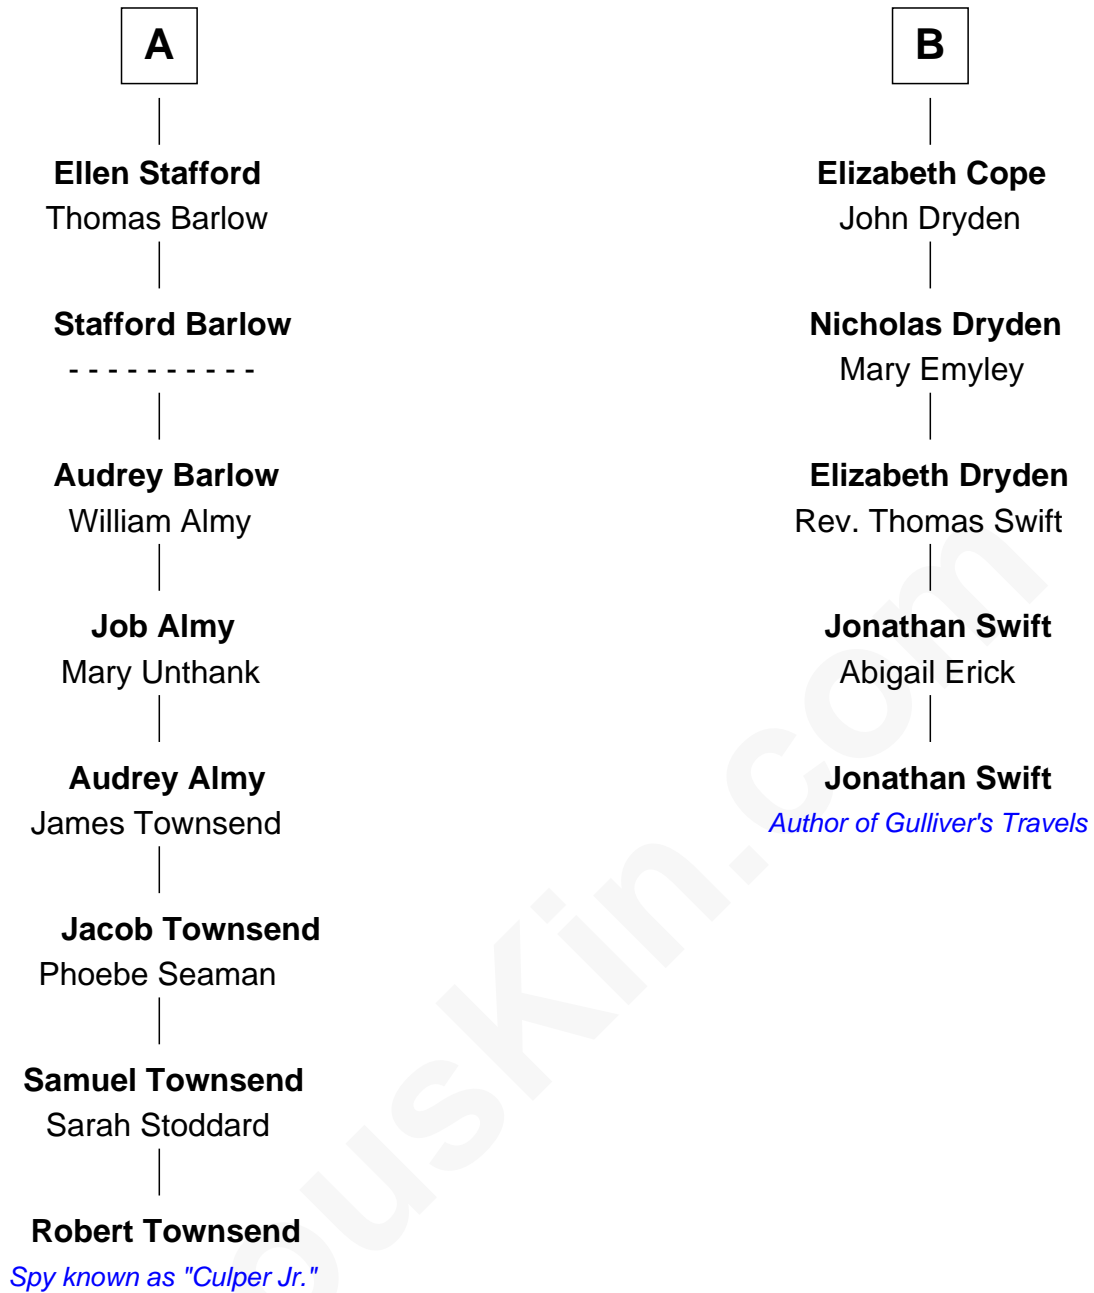 A
Ellen Stafford
Thomas Barlow
Stafford Barlow
- - - - - - - - - -
Audrey Barlow
William Almy
Job Almy
Mary Unthank
Audrey Almy
James Townsend
Jacob Townsend
Phoebe Seaman
Samuel Townsend
Sarah Stoddard
Robert Townsend
Spy known as "Culper Jr."
B
Elizabeth Cope
John Dryden
Nicholas Dryden
Mary Emyley
Elizabeth Dryden
Rev. Thomas Swift
Jonathan Swift
Abigail Erick
Jonathan Swift
Author of Gulliver's Travels
ousKin.com